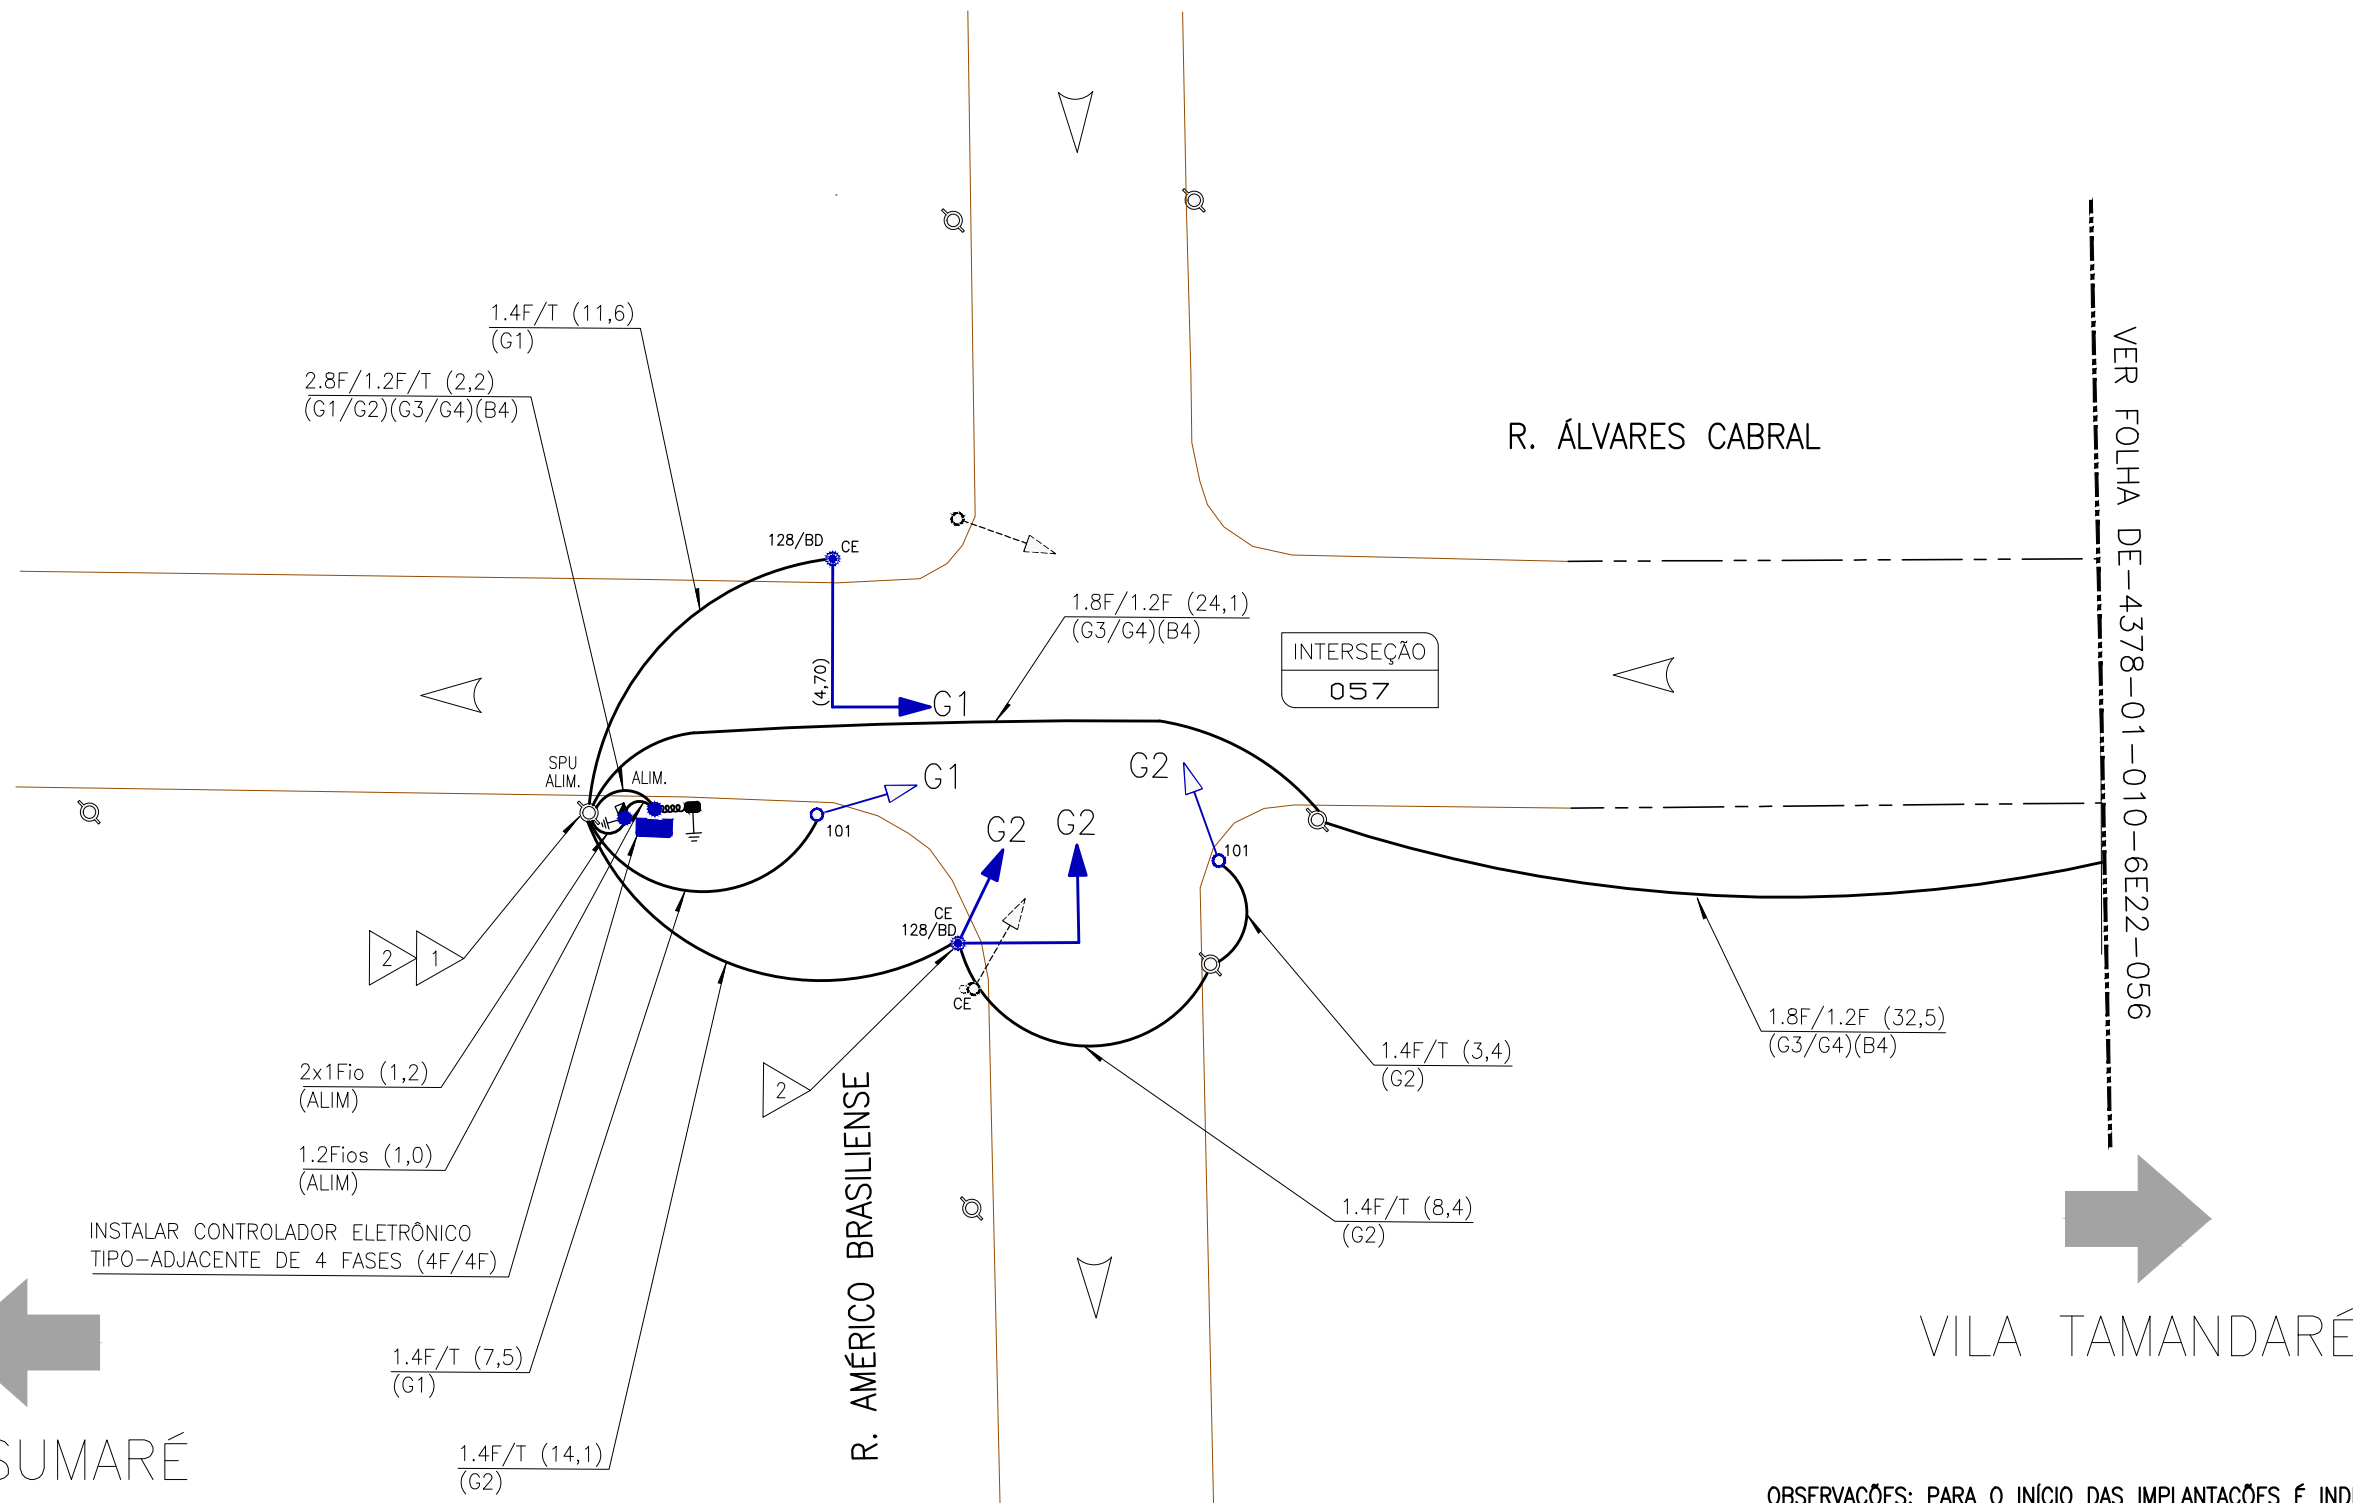 1.4F/T (11,6)
(G1)
2.8F/1.2F/T (2,2)
(G1/G2)(G3/G4)(B4)
R. ÁLVARES CABRAL
VER FOLHA DE-4378-01-010-6E22-056
128/BD
CE
1.8F/1.2F (24,1)
(G3/G4)(B4)
INTERSEÇÃO
057
(4,70)
G1
SPU
ALIM.
ALIM.
G1
101
G2
G2
G2
101
CE
128/BD
CE
2
1
2
2x1Fio (1,2)
(ALIM)
1.2Fios (1,0)
(ALIM)
1.4F/T (3,4)
(G2)
1.8F/1.2F (32,5)
(G3/G4)(B4)
R. AMÉRICO BRASILIENSE
INSTALAR CONTROLADOR ELETRÔNICO
TIPO-ADJACENTE DE 4 FASES (4F/4F)
1.4F/T (8,4)
(G2)
1.4F/T (7,5)
(G1)
1.4F/T (14,1)
(G2)
VILA TAMANDARÉ
SUMARÉ
OBSERVAÇÕES: PARA O INÍCIO DAS IMPLANTAÇÕES É